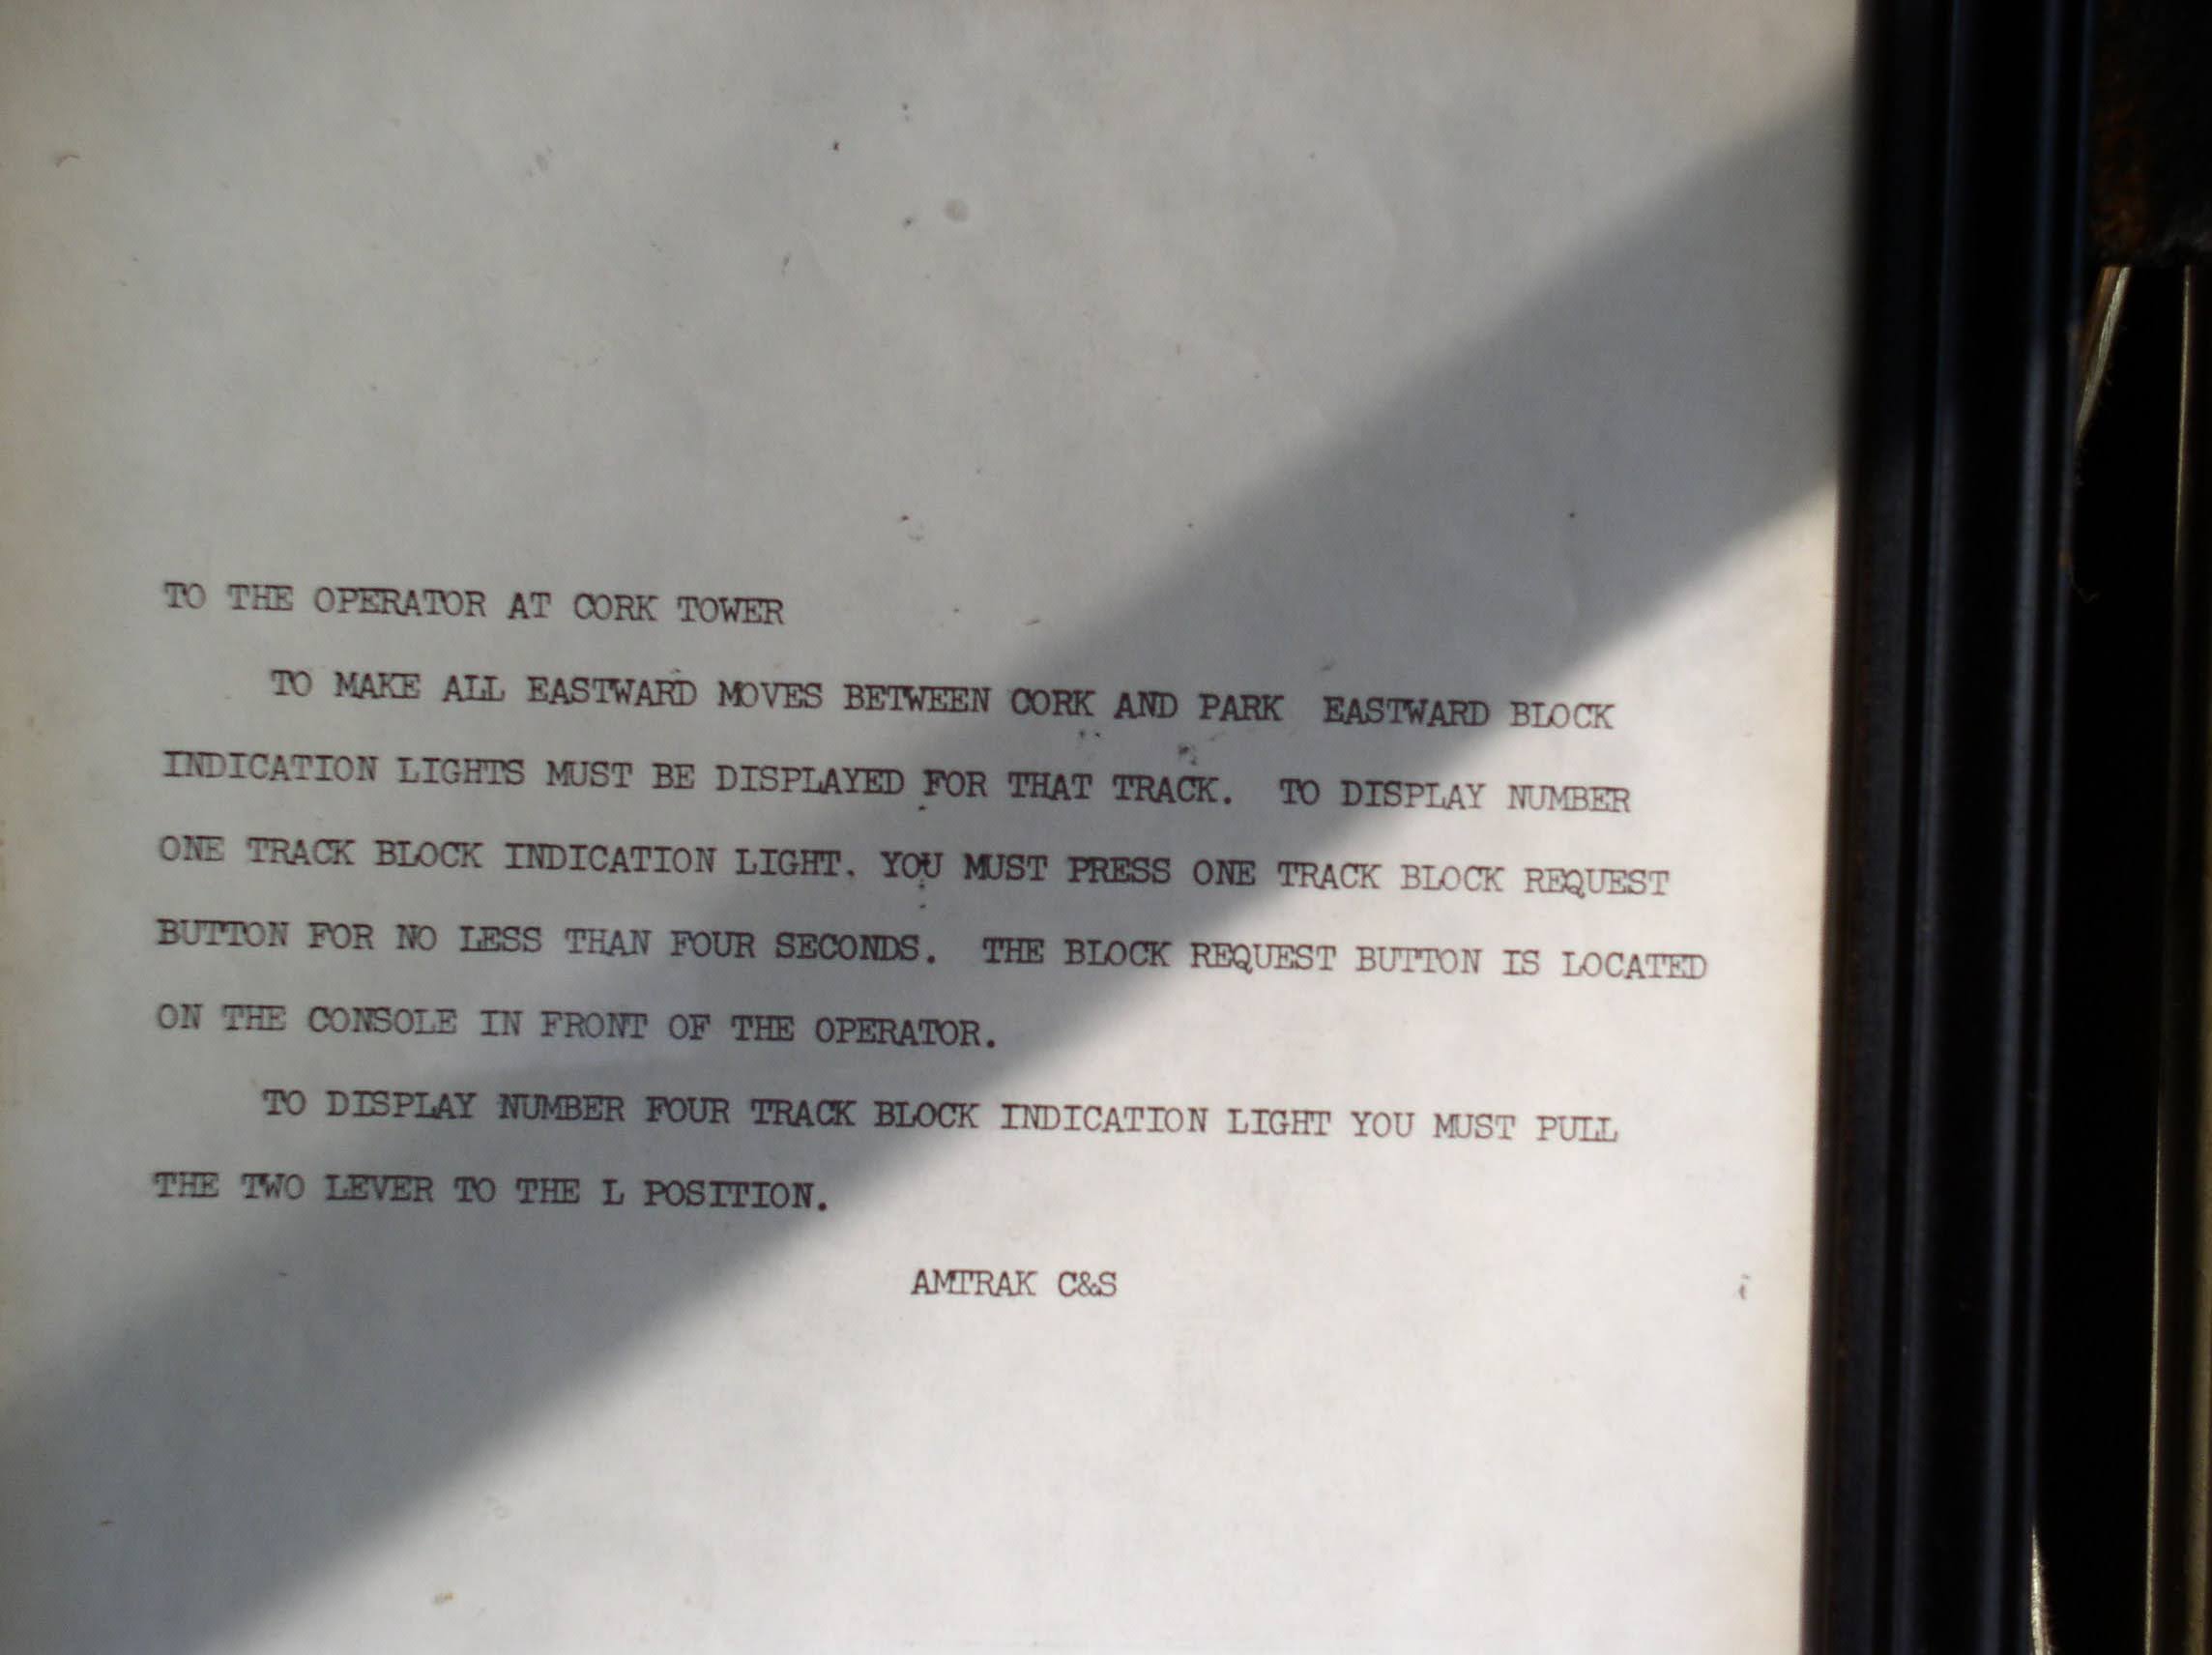 TO THE OPERATOR AT CORK TOWER
TO MAKE ALL EASTWARD MOVES BETWEEN CORK AND PARK EASTWARD BLOCK
INDICATION LIGHTS MUST BE DISPLAYED FOR THAT TRACK. TO DISPLAY NUMBER
ONE TRACK BLOCK INDICATION LIGHT. YOU MUST PRESS ONE TRACK BLOCK REQUEST
BUTTON FOR NO LESS THAN FOUR SECONDS. THE BLOCK REQUEST BUTTON IS LOCATED
ON THE CONSOLE IN FRONT OF THE OPERATOR.
TO DISPLAY NUMBER FOUR TRACK BLOCK INDICATION LIGHT YOU MUST PULL
THE TWO LEVER TO THE L POSITION.
AMTRAK C&S